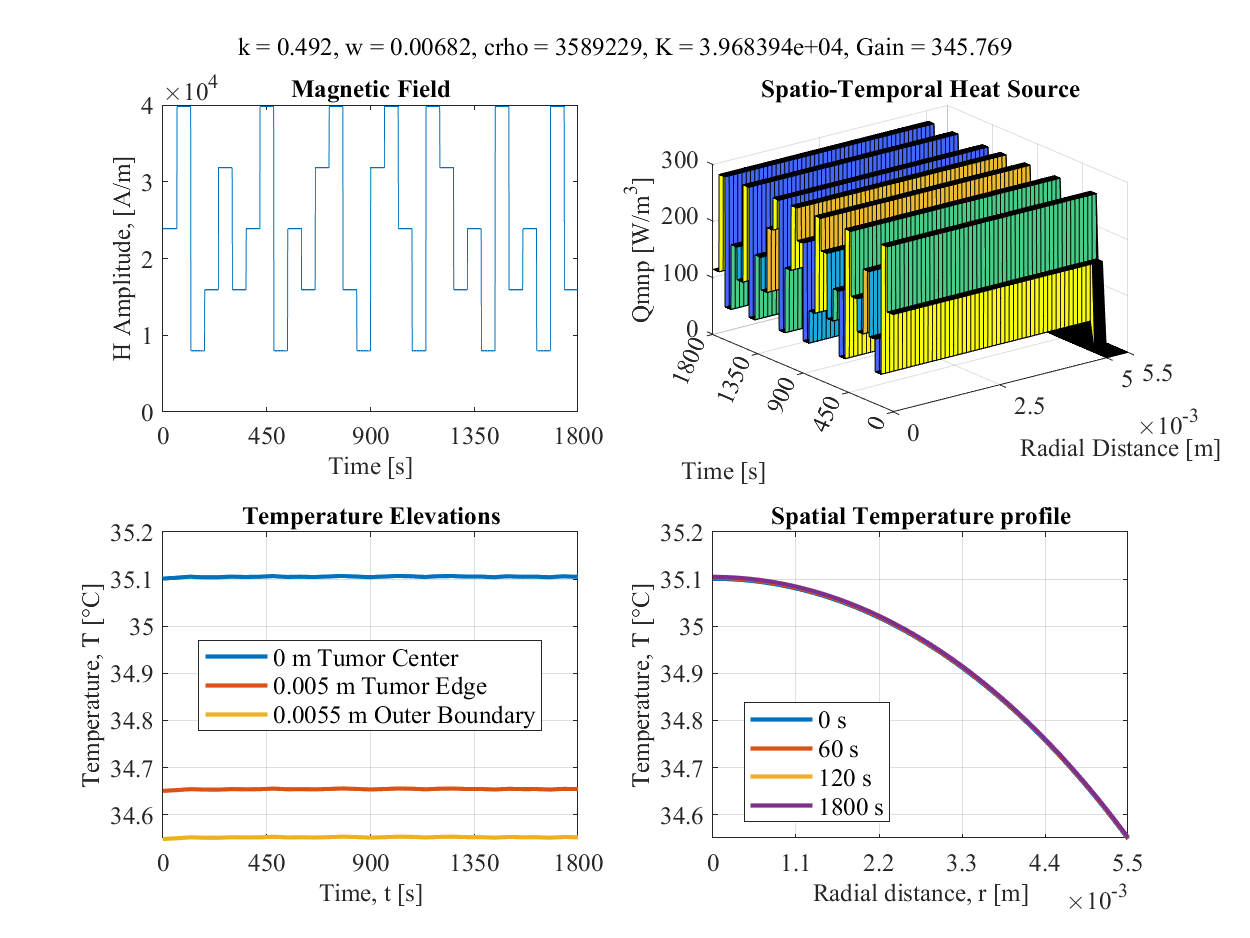 k = 0.492, w = 0.00682, crho = 3589229, K = 3.968394e+04, Gain = 345.769
Magnetic Field
×10^4
4
3
2
1
0
H Amplitude, [A/m]
0 450 900 1350 1800
Time [s]
Spatio-Temporal Heat Source
300
200
100
0
Qmnp [W/m^3]
1800 1350 900 450 0
Time [s]
0 2.5 5 5.5
×10^-3
Radial Distance [m]
Temperature Elevations
35.2
35.1
35
34.9
34.8
34.7
34.6
Temperature, T [°C]
0 m Tumor Center
0.005 m Tumor Edge
0.0055 m Outer Boundary
0 450 900 1350 1800
Time, t [s]
Spatial Temperature profile
35.2
35.1
35
34.9
34.8
34.7
34.6
Temperature, T [°C]
0 s
60 s
120 s
1800 s
0 1.1 2.2 3.3 4.4 5.5
Radial distance, r [m]
×10^-3